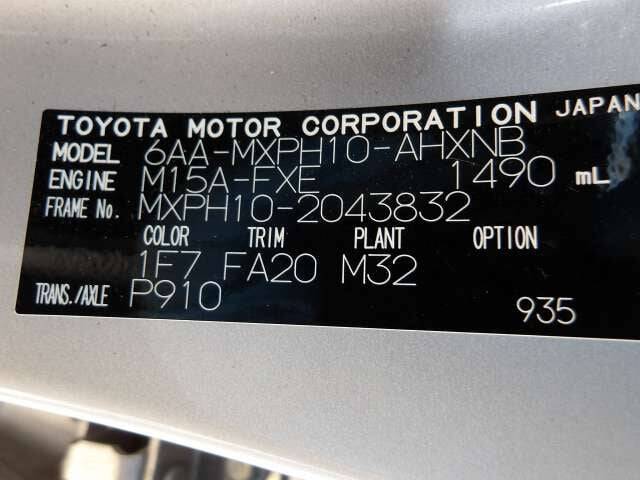 TOYOTA MOTOR CORPORATION JAPAN
MODEL 6AA-MXPH10-AHXNB
ENGINE M15A-FXE 1490 mL
FRAME No. MXPH10-2043832
COLOR TRIM PLANT OPTION
1F7 FA20 M32
TRANS./AXLE P910
935